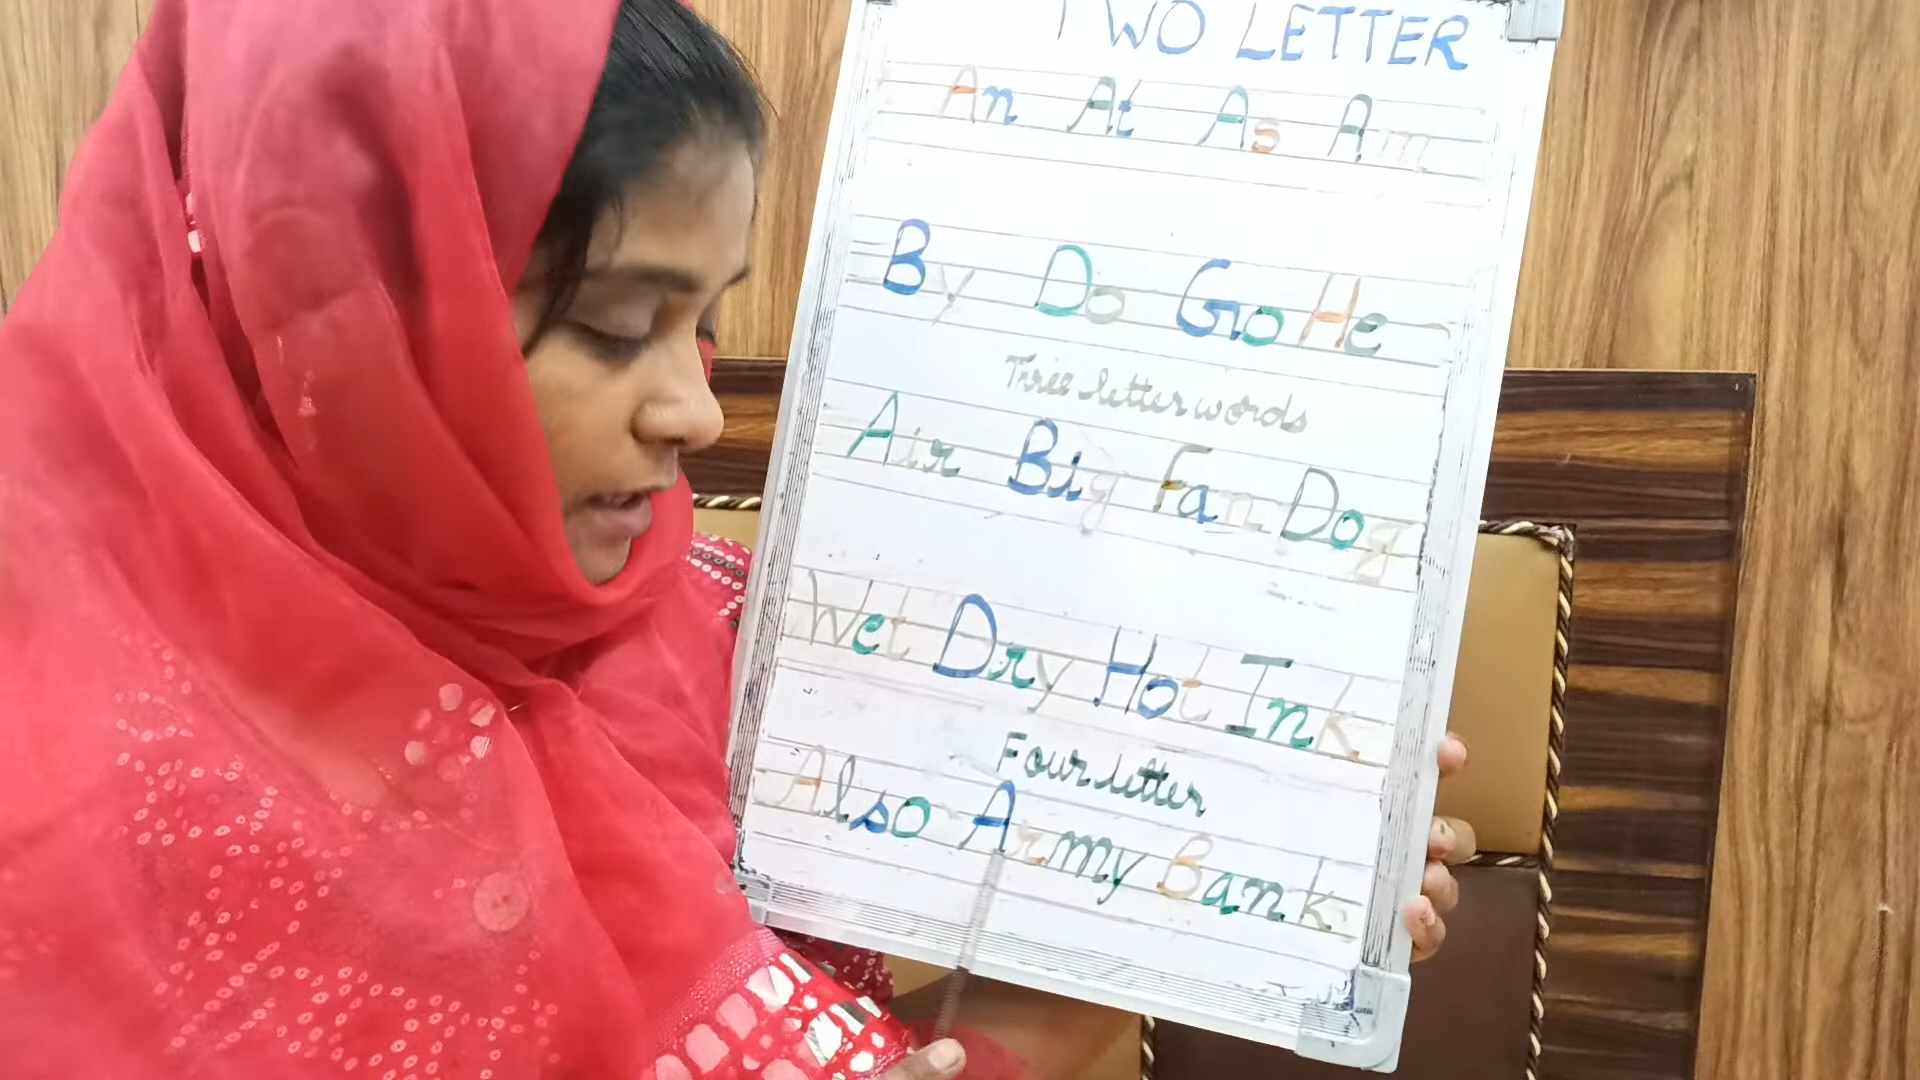 TWO LETTER
An At As Am
By Do Go He
Three letter words
Air Big Fan Dog
Wet Dry Hot Ink
Four letter
Also Army Bank